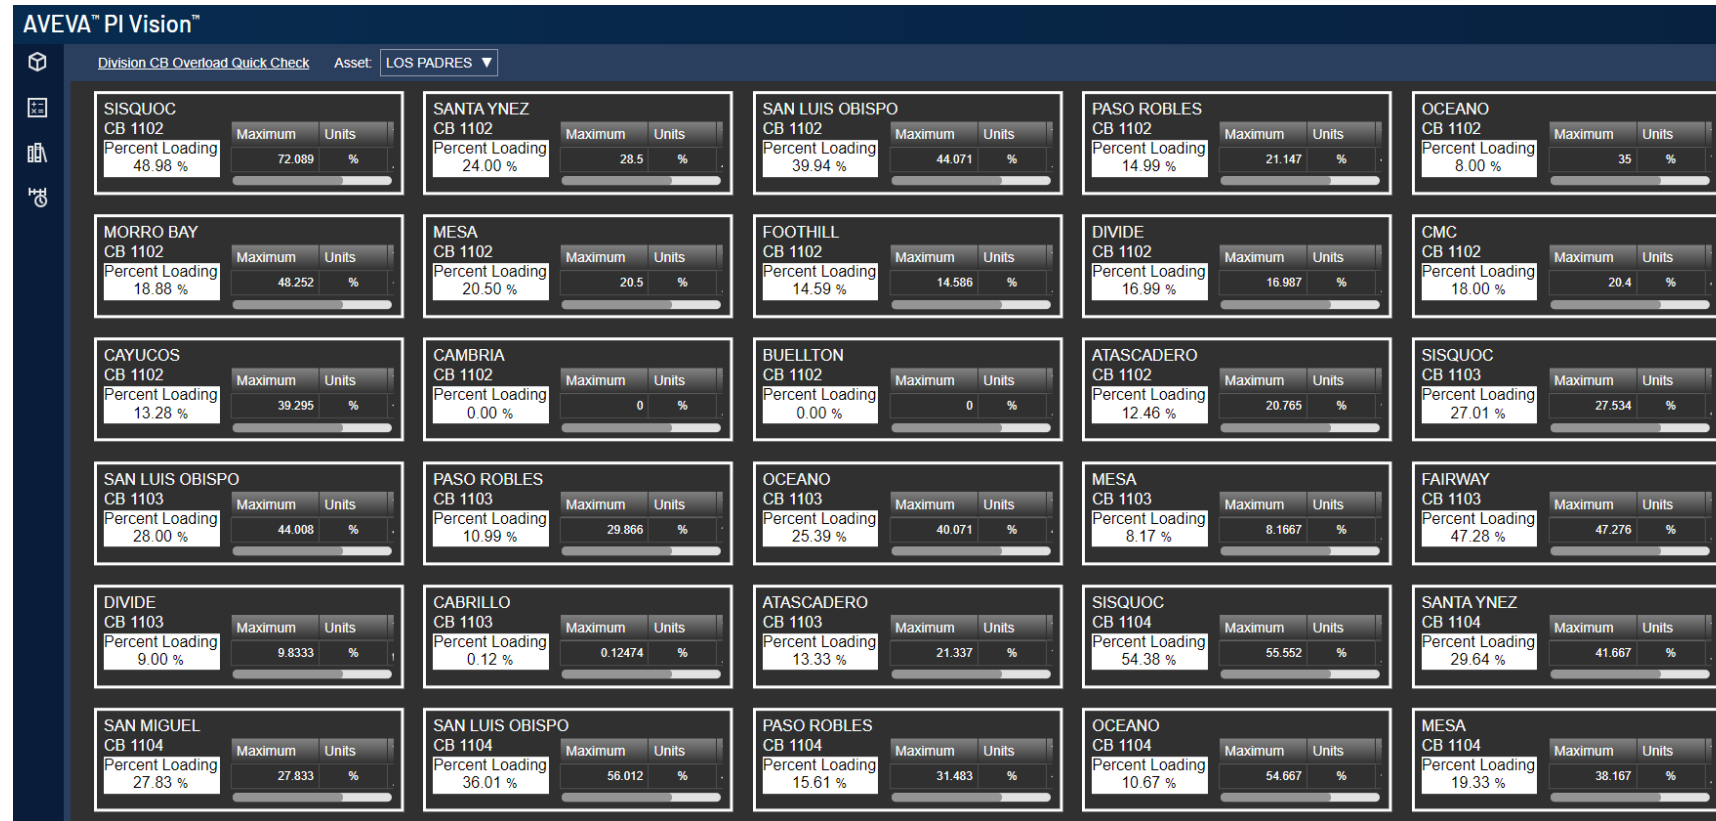 AVEVA™ PI Vision™
Division CB Overload Quick Check Asset: LOS PADRES ▼
SISQUOC
CB 1102
Maximum Units
Percent Loading
48.98 %
72.089 %
SANTA YNEZ
CB 1102
Maximum Units
Percent Loading
24.00 %
28.5 %
SAN LUIS OBISPO
CB 1102
Maximum Units
Percent Loading
39.94 %
44.071 %
PASO ROBLES
CB 1102
Maximum Units
Percent Loading
14.99 %
21.147 %
OCEANO
CB 1102
Maximum Units
Percent Loading
8.00 %
35 %
MORRO BAY
CB 1102
Maximum Units
Percent Loading
18.88 %
48.252 %
MESA
CB 1102
Maximum Units
Percent Loading
20.50 %
20.5 %
FOOTHILL
CB 1102
Maximum Units
Percent Loading
14.59 %
14.586 %
DIVIDE
CB 1102
Maximum Units
Percent Loading
16.99 %
16.987 %
CMC
CB 1102
Maximum Units
Percent Loading
18.00 %
20.4 %
CAYUCOS
CB 1102
Maximum Units
Percent Loading
13.28 %
39.295 %
CAMBRIA
CB 1102
Maximum Units
Percent Loading
0.00 %
0 %
BUELLTON
CB 1102
Maximum Units
Percent Loading
0.00 %
0 %
ATASCADERO
CB 1102
Maximum Units
Percent Loading
12.46 %
20.765 %
SISQUOC
CB 1103
Maximum Units
Percent Loading
27.01 %
27.534 %
SAN LUIS OBISPO
CB 1103
Maximum Units
Percent Loading
28.00 %
44.008 %
PASO ROBLES
CB 1103
Maximum Units
Percent Loading
10.99 %
29.866 %
OCEANO
CB 1103
Maximum Units
Percent Loading
25.39 %
40.071 %
MESA
CB 1103
Maximum Units
Percent Loading
8.17 %
8.1667 %
FAIRWAY
CB 1103
Maximum Units
Percent Loading
47.28 %
47.276 %
DIVIDE
CB 1103
Maximum Units
Percent Loading
9.00 %
9.8333 %
CABRILLO
CB 1103
Maximum Units
Percent Loading
0.12 %
0.12474 %
ATASCADERO
CB 1103
Maximum Units
Percent Loading
13.33 %
21.337 %
SISQUOC
CB 1104
Maximum Units
Percent Loading
54.38 %
55.552 %
SANTA YNEZ
CB 1104
Maximum Units
Percent Loading
29.64 %
41.667 %
SAN MIGUEL
CB 1104
Maximum Units
Percent Loading
27.83 %
27.833 %
SAN LUIS OBISPO
CB 1104
Maximum Units
Percent Loading
36.01 %
56.012 %
PASO ROBLES
CB 1104
Maximum Units
Percent Loading
15.61 %
31.483 %
OCEANO
CB 1104
Maximum Units
Percent Loading
10.67 %
54.667 %
MESA
CB 1104
Maximum Units
Percent Loading
19.33 %
38.167 %